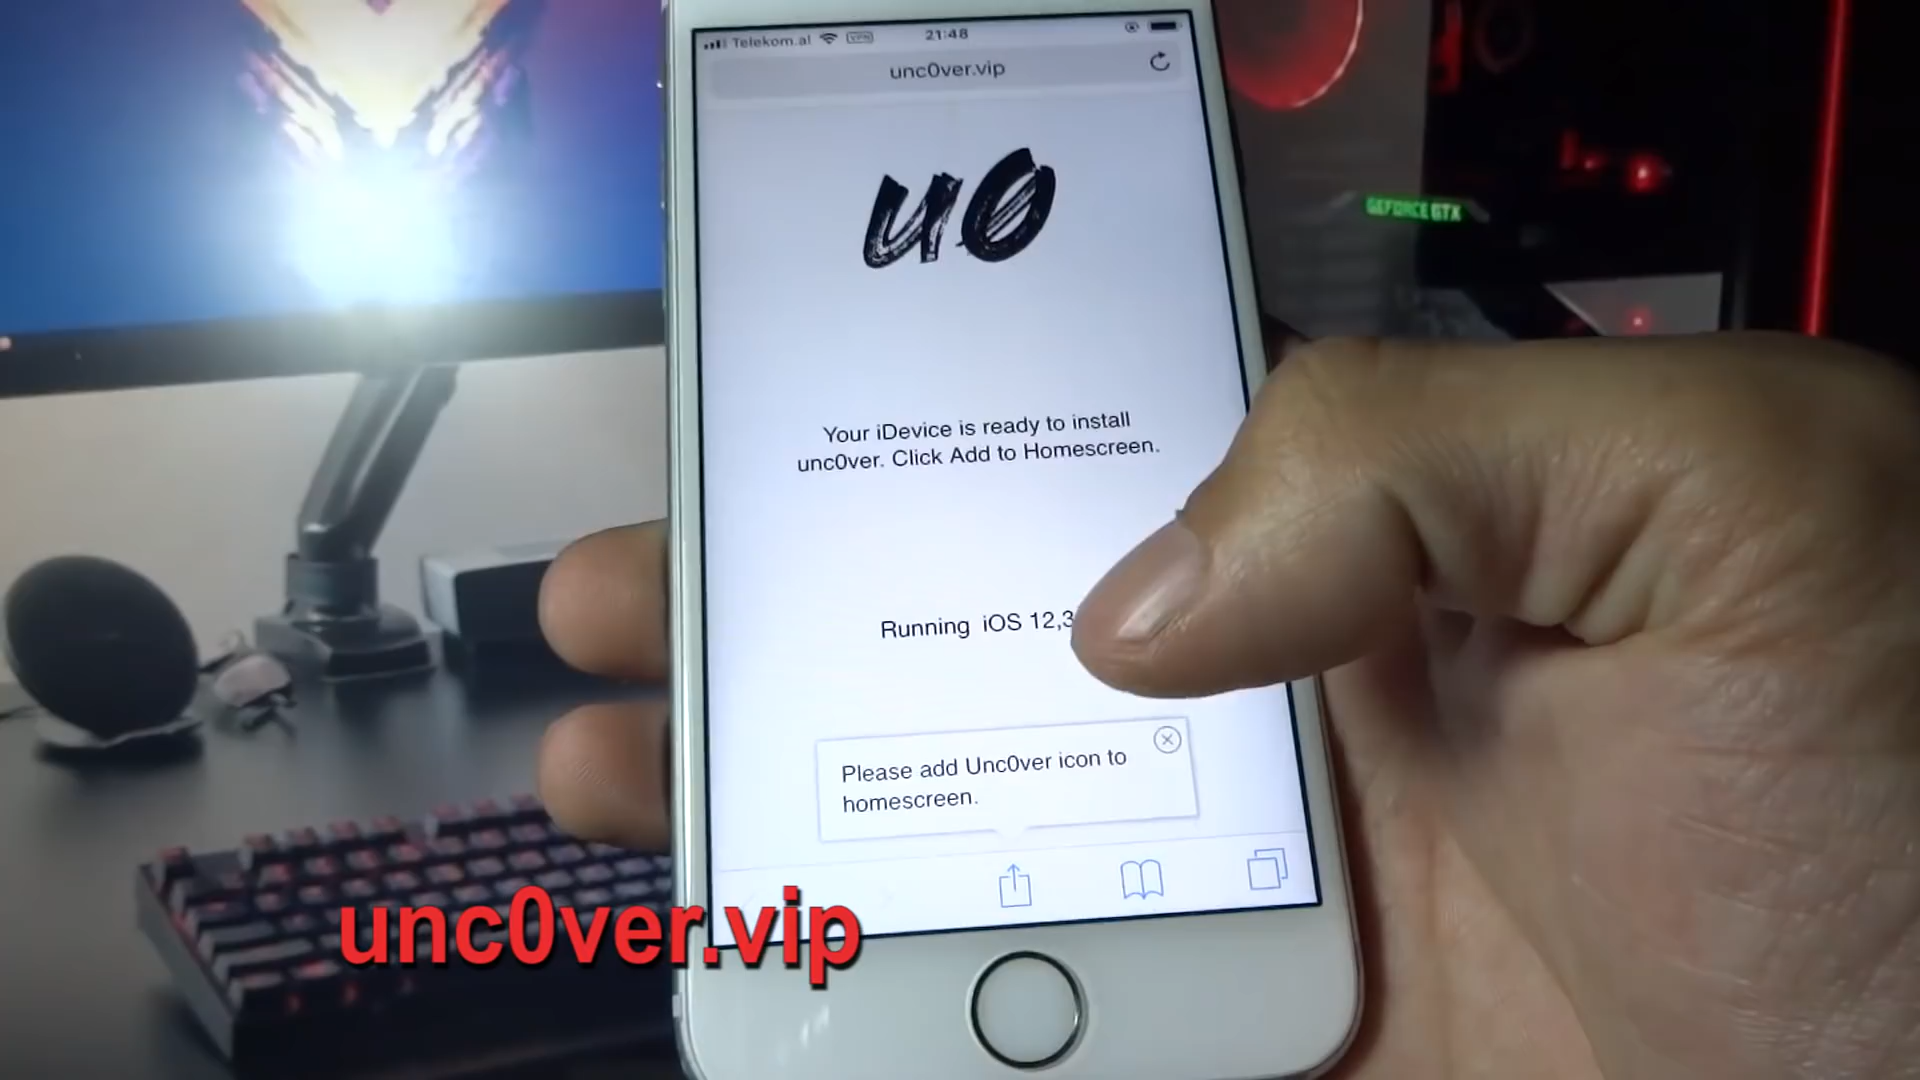 Telekom.al VPN 21:48
unc0ver.vip
u0
Your iDevice is ready to install
unc0ver. Click Add to Homescreen.
GEFORCE GTX
Running iOS 12,3
Please add Unc0ver icon to
homescreen.
unc0ver.vip